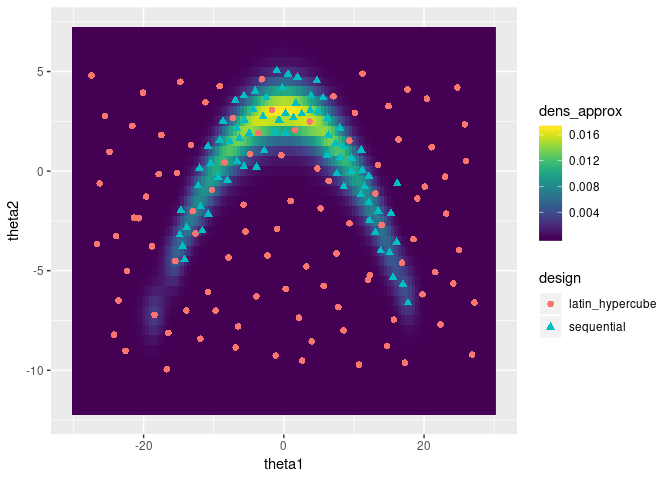 5
0
-5
-10
theta2
-20
0
20
theta1
dens_approx
0.016
0.012
0.008
0.004
design
latin_hypercube
sequential